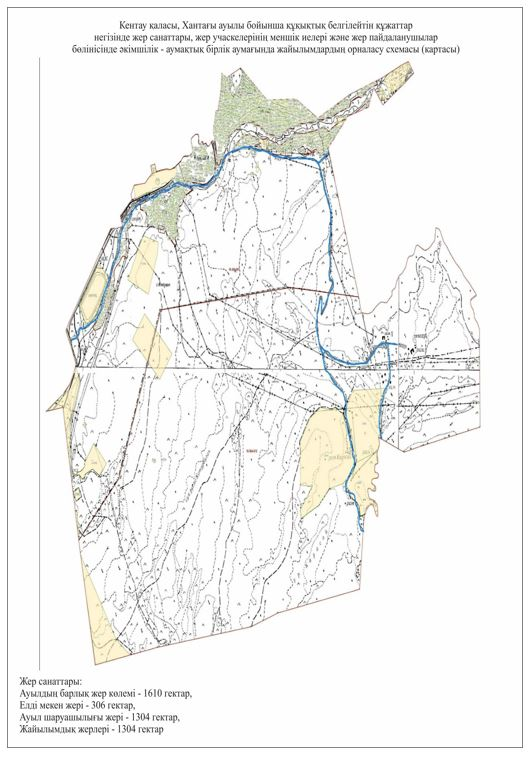 Кентау қаласы, Хантағы ауылы бойынша құқықтық белгілейтін құжаттар
негізінде жер санаттары, жер учаскелерінің меншік иелері және жер пайдаланушылар
бөлінісінде әкімшілік - аумақтық бірлік аумағында жайылымдардың орналасу схемасы (картасы)
Жер санаттары:
Ауылдың барлық жер көлемі - 1610 гектар,
Елді мекен жері - 306 гектар,
Ауыл шаруашылығы жері - 1304 гектар,
Жайылымдық жерлері - 1304 гектар